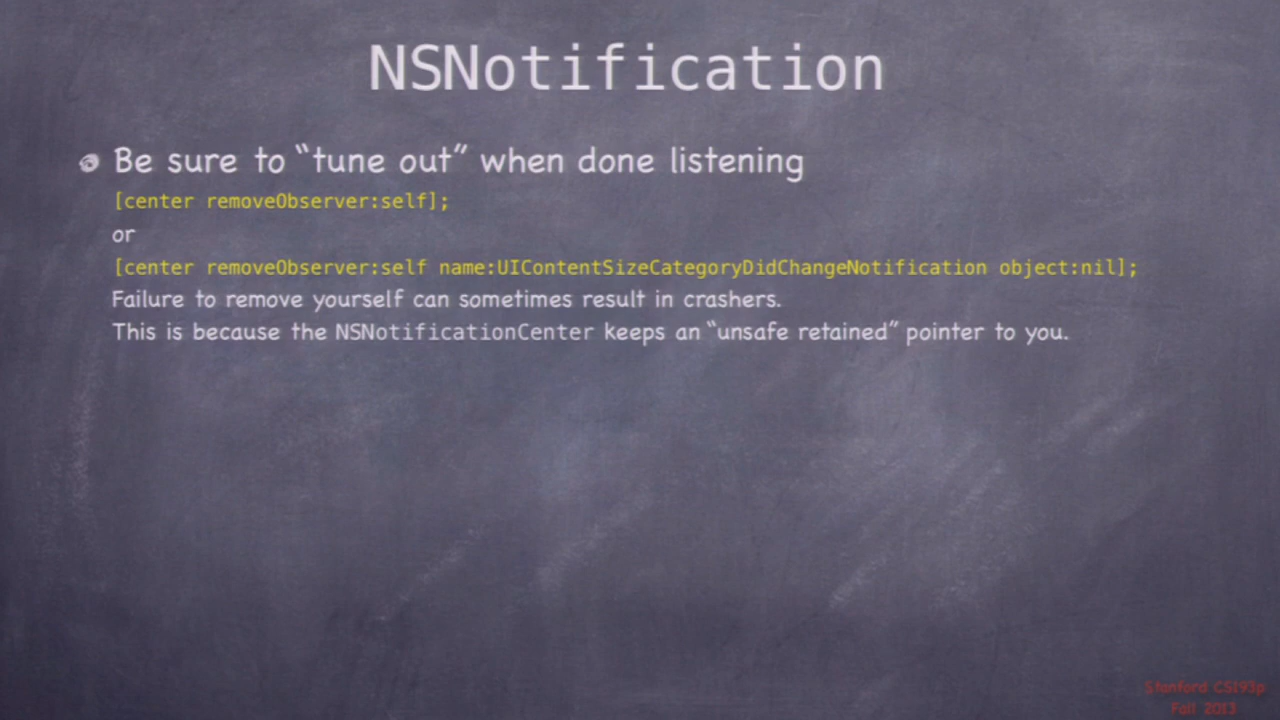 NSNotification
Be sure to “tune out” when done listening
[center removeObserver:self];
or
[center removeObserver:self name:UIContentSizeCategoryDidChangeNotification object:nil];
Failure to remove yourself can sometimes result in crashers.
This is because the NSNotificationCenter keeps an “unsafe retained” pointer to you.
Stanford CS193p
Fall 2013